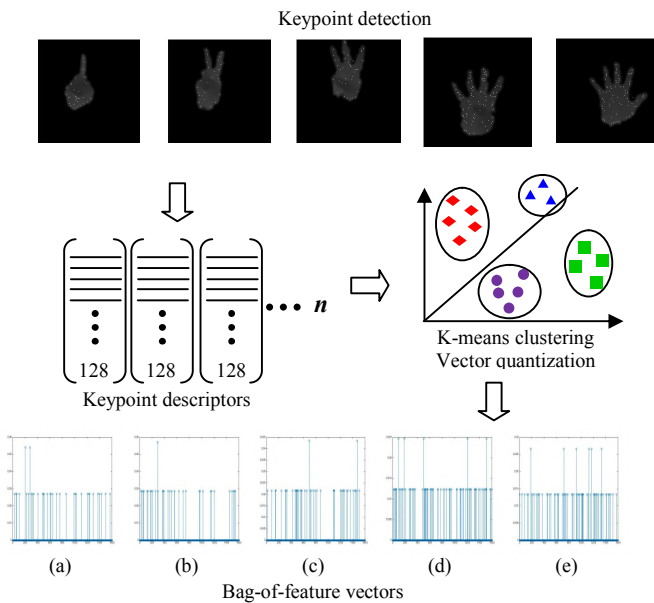 Keypoint detection
n
128 128 128
Keypoint descriptors
K-means clustering
Vector quantization
(a) (b) (c) (d) (e)
Bag-of-feature vectors